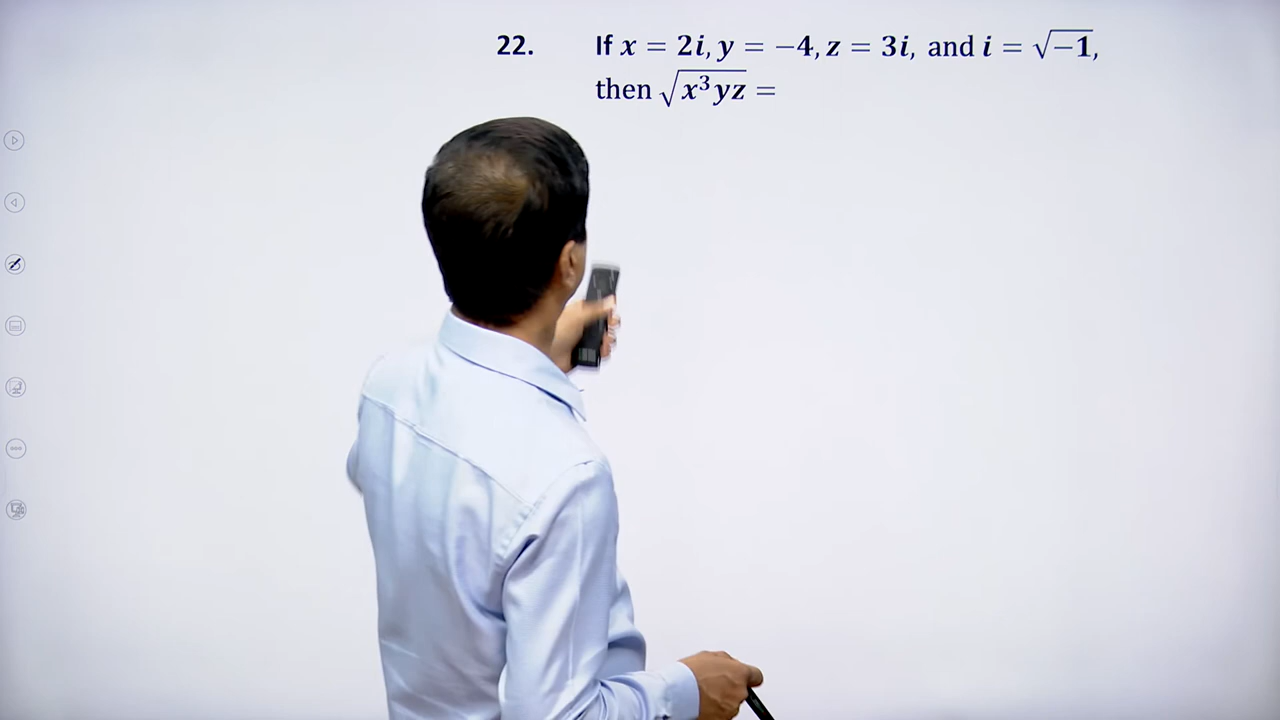 22. If x = 2i, y = −4, z = 3i, and i = √−1,
then √x³yz =